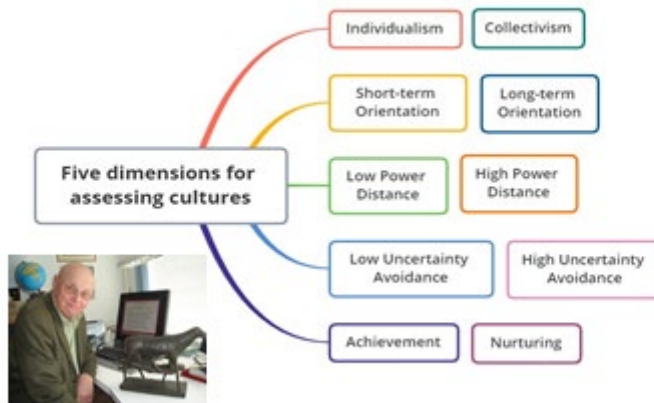 Individualism
Collectivism
Short-term
Orientation
Long-term
Orientation
Five dimensions for
assessing cultures
Low Power
Distance
High Power
Distance
Low Uncertainty
Avoidance
High Uncertainty
Avoidance
Achievement
Nurturing